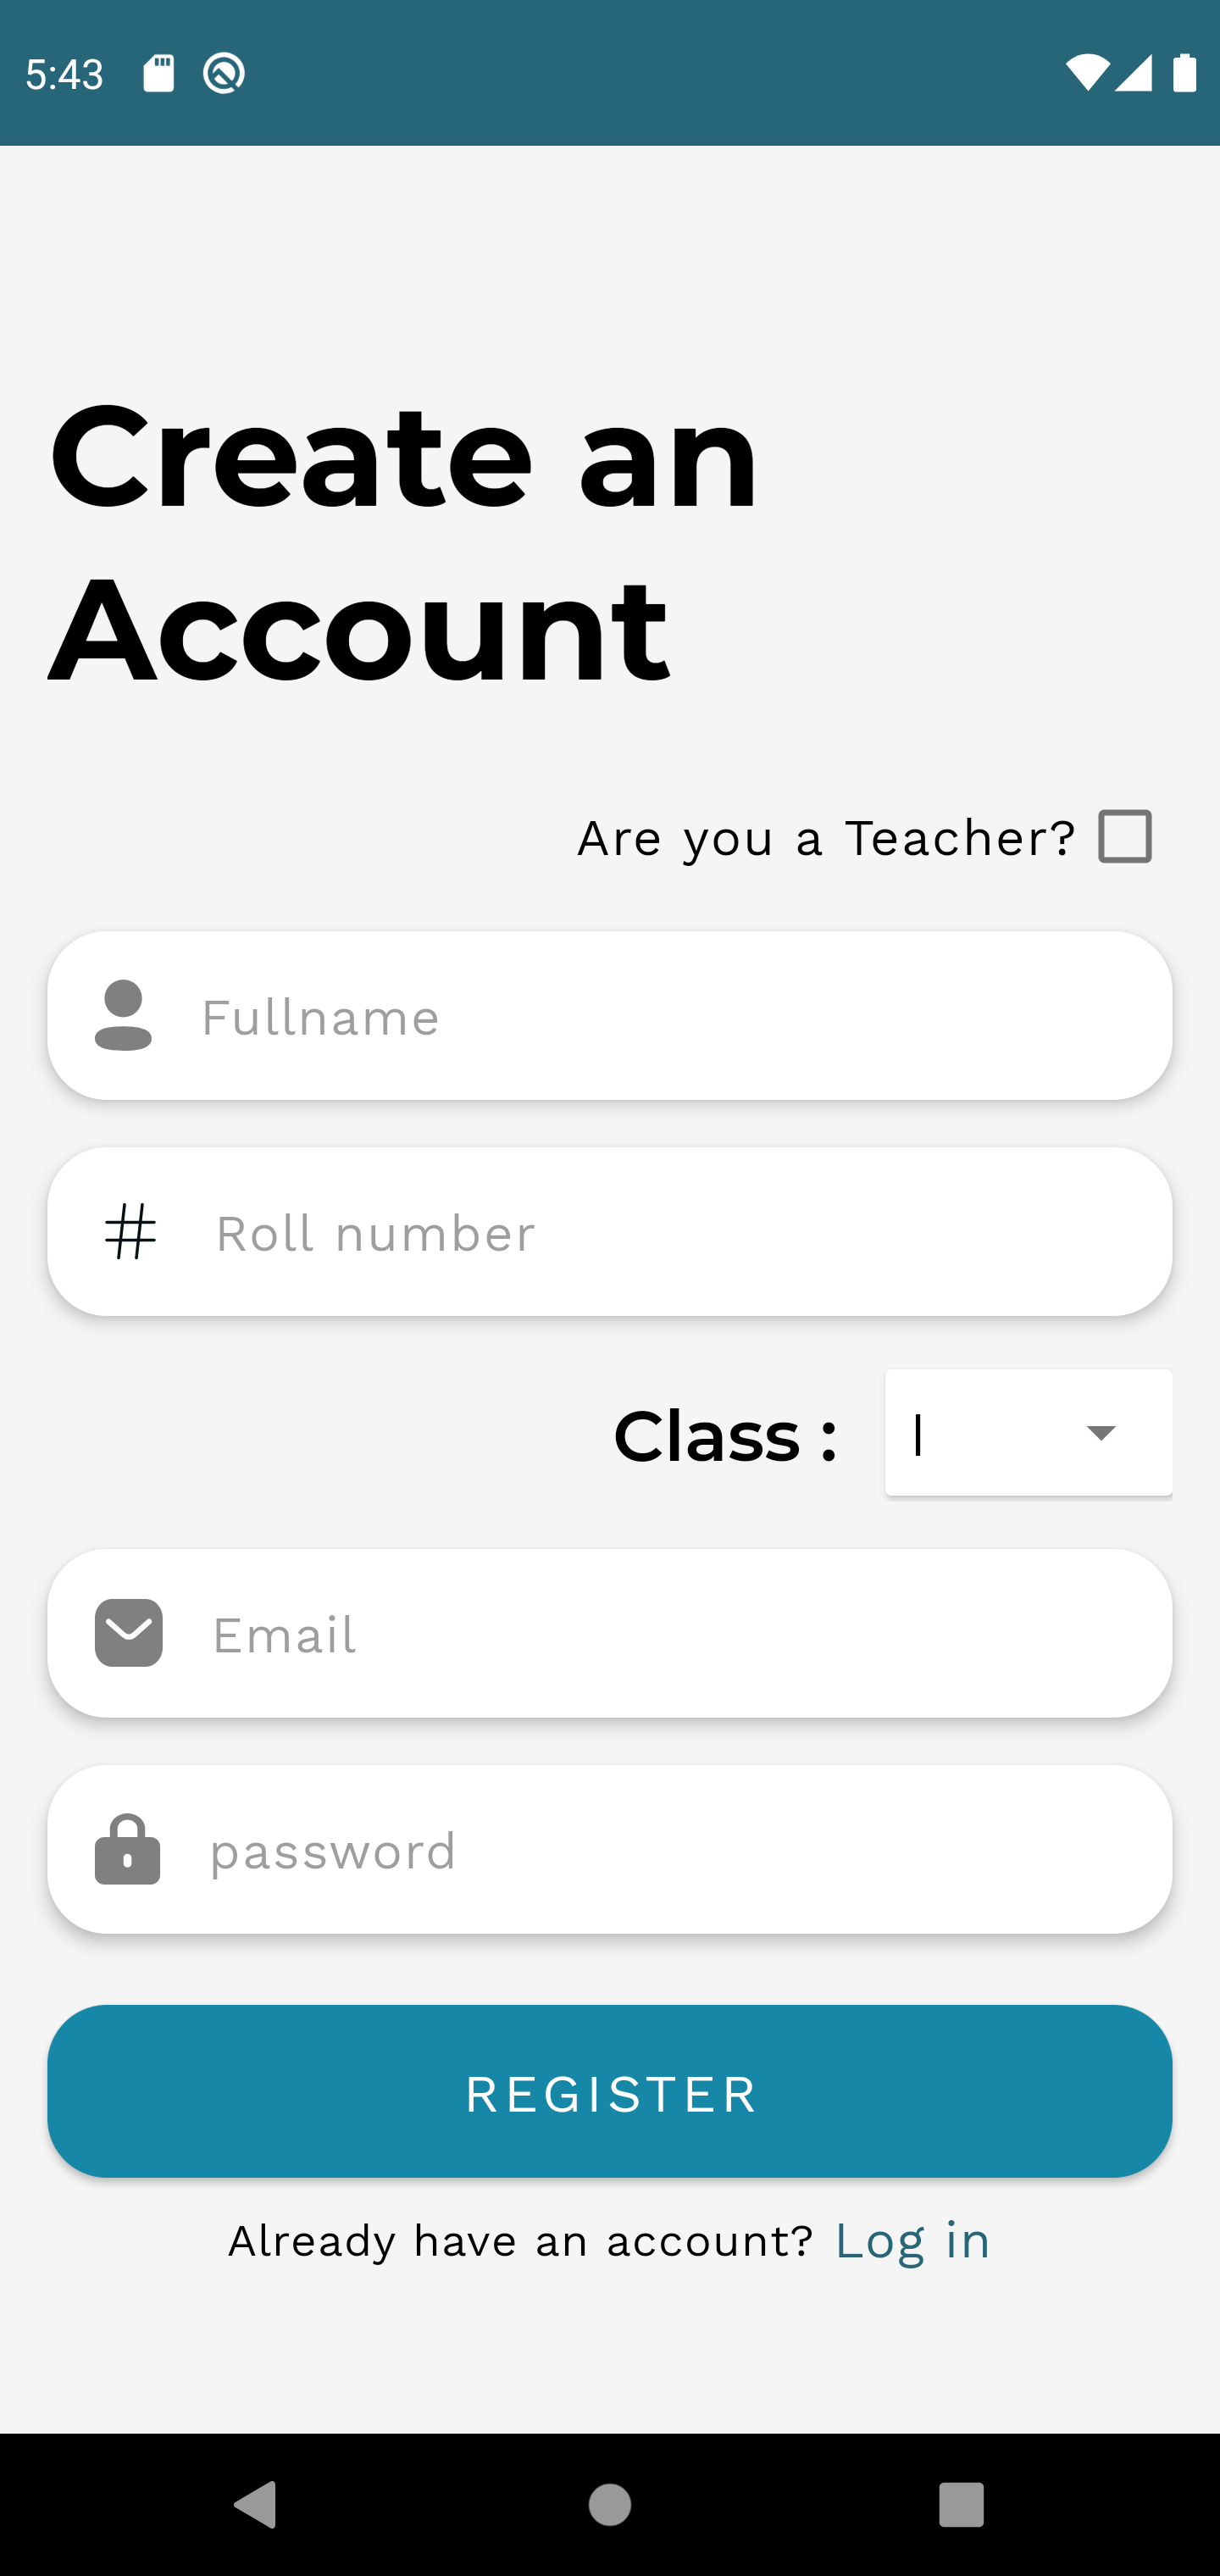 5:43
Create an
Account
Are you a Teacher?
Fullname
# Roll number
Class : I
Email
password
REGISTER
Already have an account? Log in